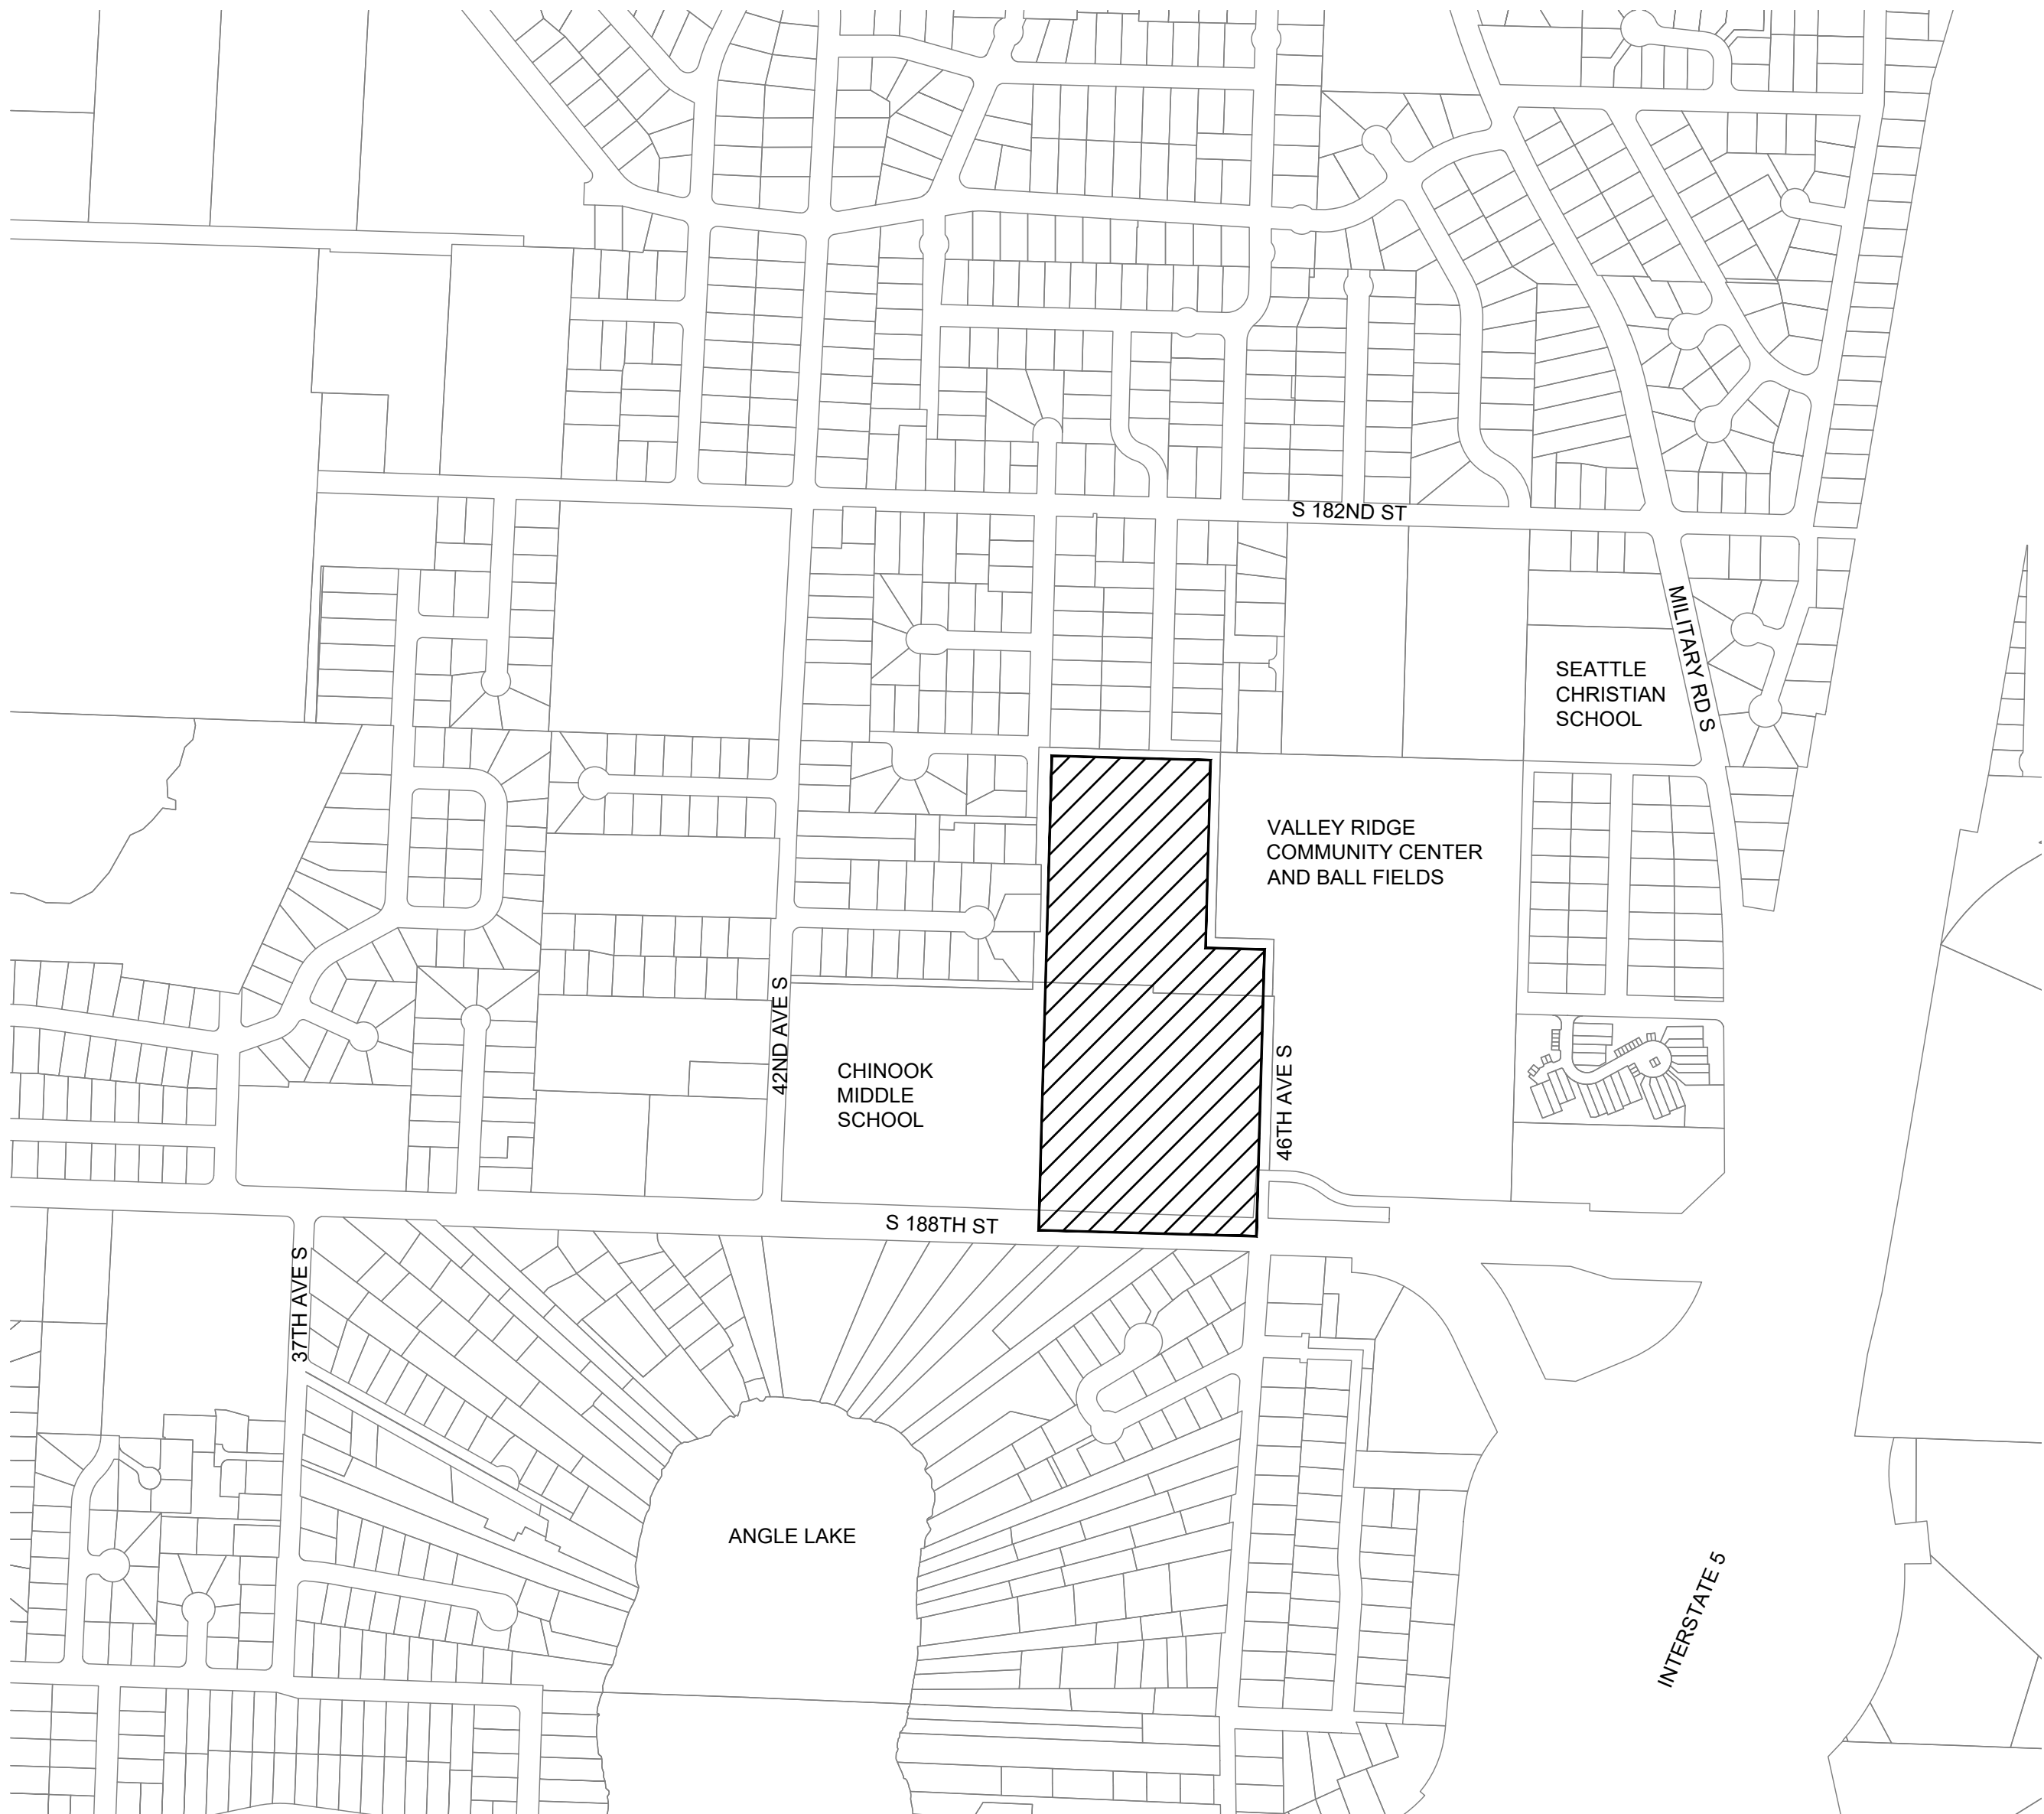 S 182ND ST
MILITARY RD S
SEATTLE
CHRISTIAN
SCHOOL
VALLEY RIDGE
COMMUNITY CENTER
AND BALL FIELDS
42ND AVE S
CHINOOK
MIDDLE
SCHOOL
46TH AVE S
S 188TH ST
37TH AVE S
ANGLE LAKE
INTERSTATE 5